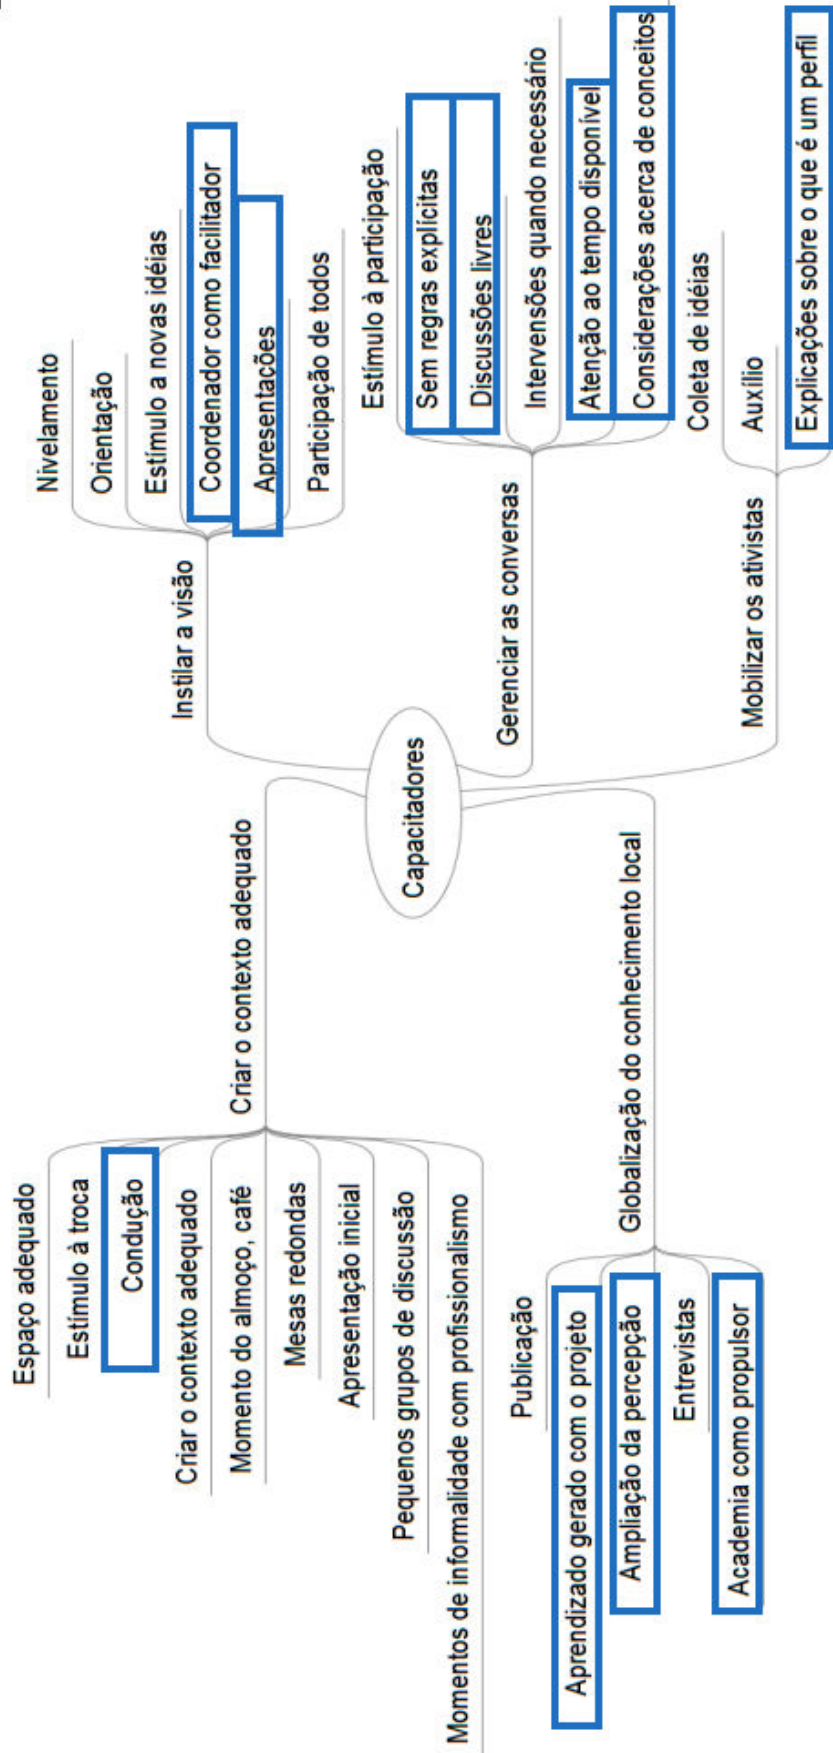 Espaço adequado
Estímulo à troca
Condução
Criar o contexto adequado
Momento do almoço, café
Mesas redondas
Apresentação inicial
Pequenos grupos de discussão
Momentos de informalidade com profissionalismo
Criar o contexto adequado
Publicação
Aprendizado gerado com o projeto
Ampliação da percepção
Entrevistas
Academia como propulsor
Globalização do conhecimento local
Capacitadores
Instilar a visão
Nivelamento
Orientação
Estímulo a novas idéias
Coordenador como facilitador
Apresentações
Participação de todos
Gerenciar as conversas
Estímulo à participação
Sem regras explícitas
Discussões livres
Intervensões quando necessário
Atenção ao tempo disponível
Considerações acerca de conceitos
Mobilizar os ativistas
Coleta de idéias
Auxílio
Explicações sobre o que é um perfil